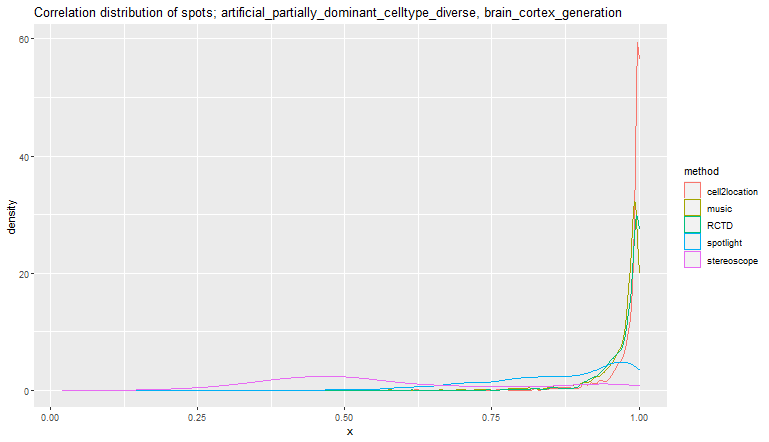 Correlation distribution of spots; artificial_partially_dominant_celltype_diverse, brain_cortex_generation
60
40
20
0
density
0.00 0.25 0.50 0.75 1.00
x
method
cell2location
music
RCTD
spotlight
stereoscope